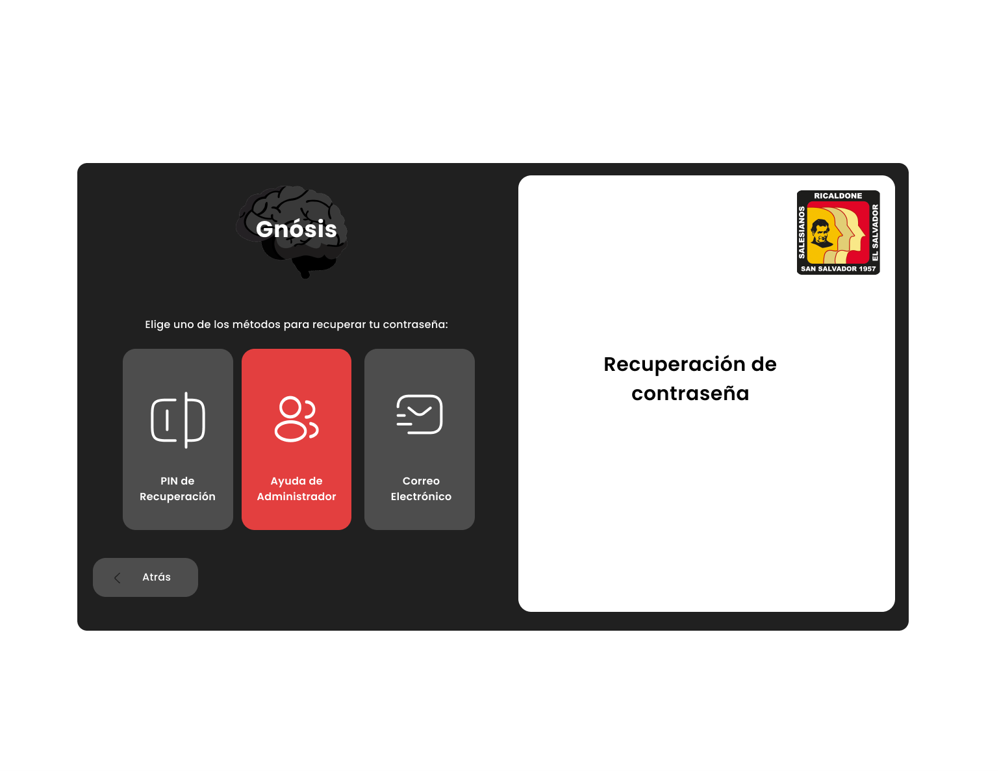 Gnósis
Elige uno de los métodos para recuperar tu contraseña:
PIN de
Recuperación
Ayuda de
Administrador
Correo
Electrónico
Atrás
RICALDONE
SALESIANOS
EL SALVADOR
SAN SALVADOR 1957
Recuperación de
contraseña